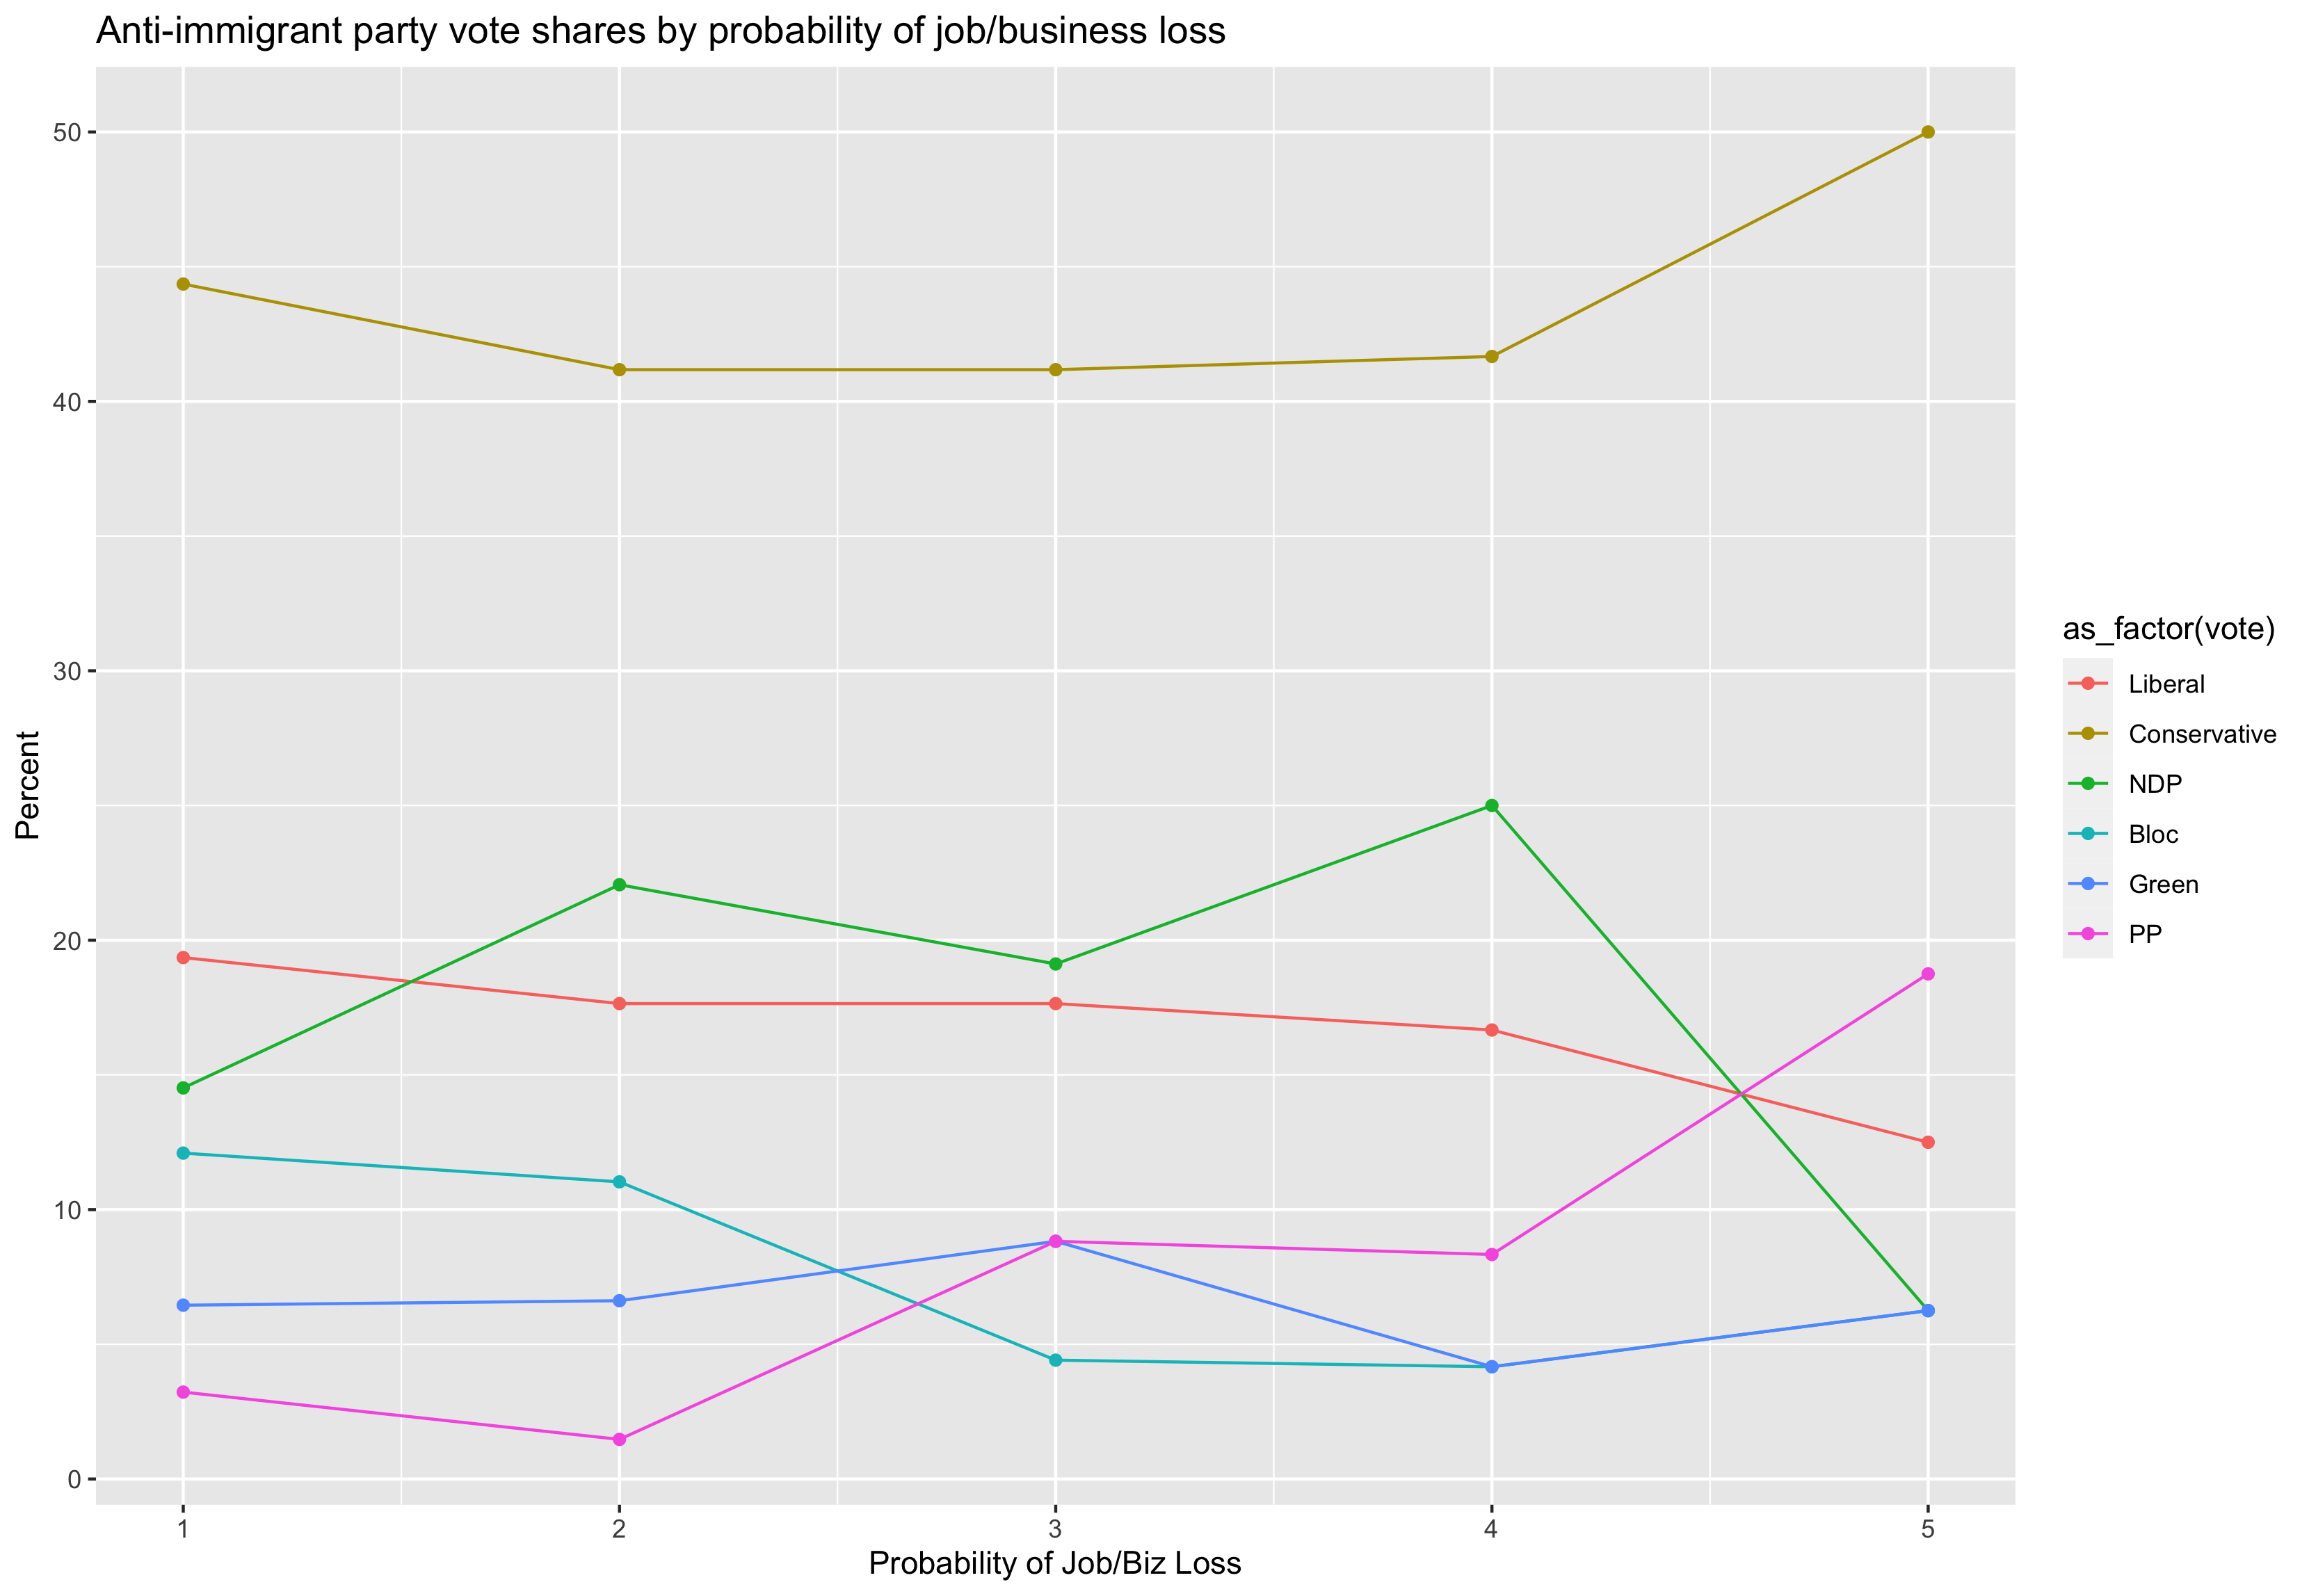 Anti-immigrant party vote shares by probability of job/business loss
50
40
30
20
10
0
Percent
1
2
3
4
5
Probability of Job/Biz Loss
as_factor(vote)
Liberal
Conservative
NDP
Bloc
Green
PP